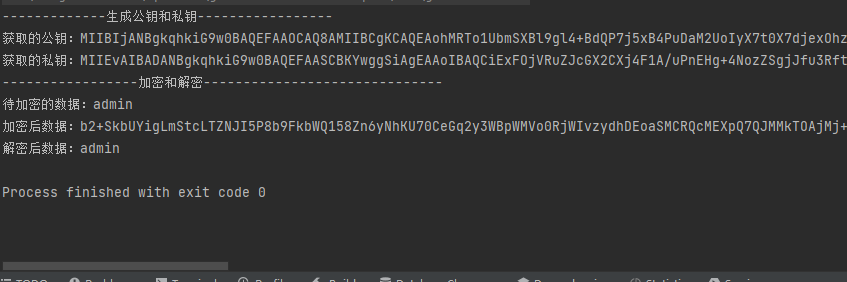 -------------生成公钥和私钥-----------------
获取的公钥：MIIBIjANBgkqhkiG9w0BAQEFAAOCAQ8AMIIBCgKCAQEAohMRTo1UbmSXBl9gl4+BdQP7j5xB4PuDaM2UoIyX7t0X7djexOhz
获取的私钥：MIIEvAIBADANBgkqhkiG9w0BAQEFAASCBKYwggSiAgEAAoIBAQCiExFOjVRuZJcGX2CXj4F1A/uPnEHg+4NozZSgjJfu3Rft
-----------------加密和解密------------------------------
待加密的数据：admin
加密后数据：b2+SkbUYigLmStcLTZNJI5P8b9FkbWQ158Zn6yNhKU70CeGq2y3WBpWMVo0RjWIvzydhDEoaSMCRQcMEXpQ7QJMMkTOAjMj+
解密后数据：admin
Process finished with exit code 0